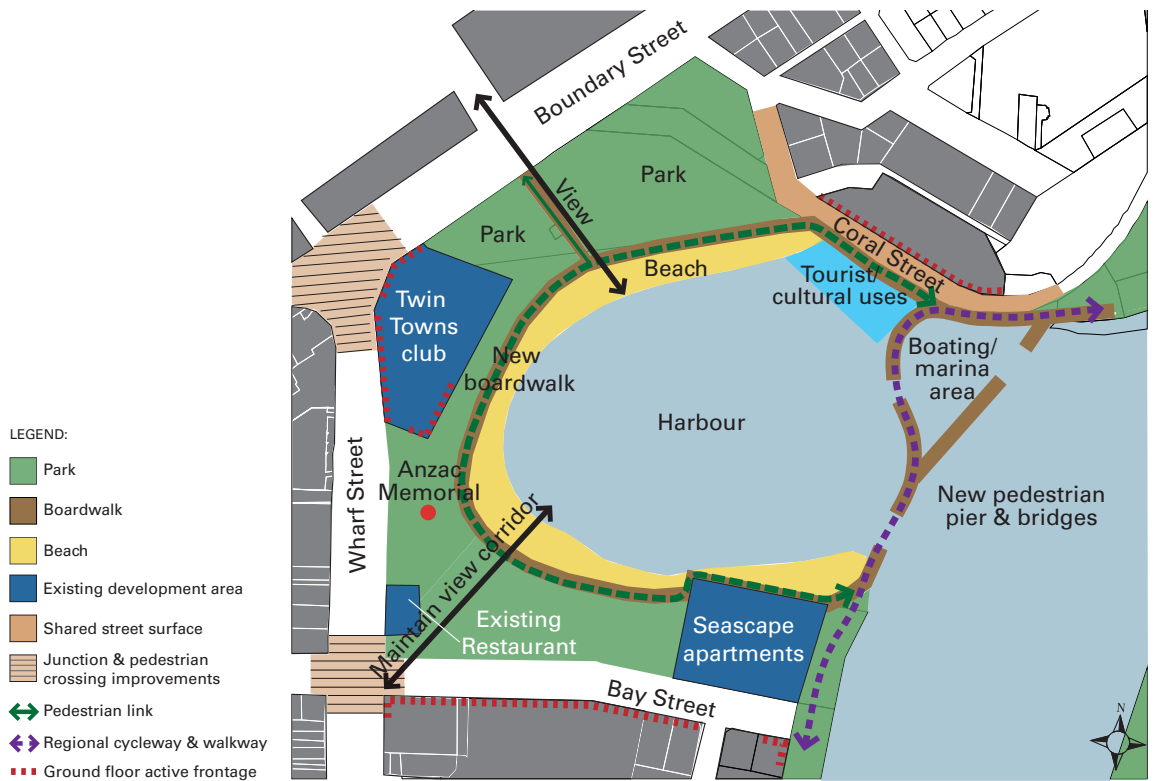 Boundary Street
Park
View
Park
Beach
Coral Street
Tourist/
cultural uses
Twin
Towns
club
New
boardwalk
Boating/
marina
area
Harbour
Wharf Street
Anzac
Memorial
New pedestrian
pier & bridges
Maintain view corridor
Existing
Restaurant
Seascape
apartments
Bay Street
N
LEGEND:
Park
Boardwalk
Beach
Existing development area
Shared street surface
Junction & pedestrian
crossing improvements
Pedestrian link
Regional cycleway & walkway
Ground floor active frontage